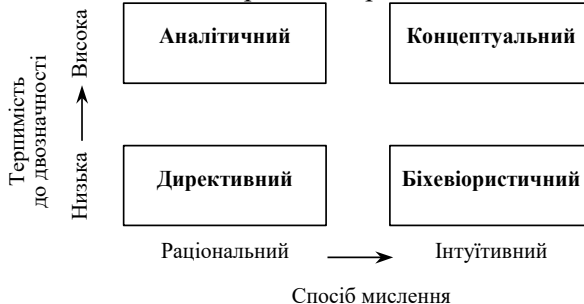 Аналітичний
Концептуальний
Терпимість
до двозначності
Висока
Низька
Директивний
Біхевіористичний
Раціональний
Інтуїтивний
Спосіб мислення